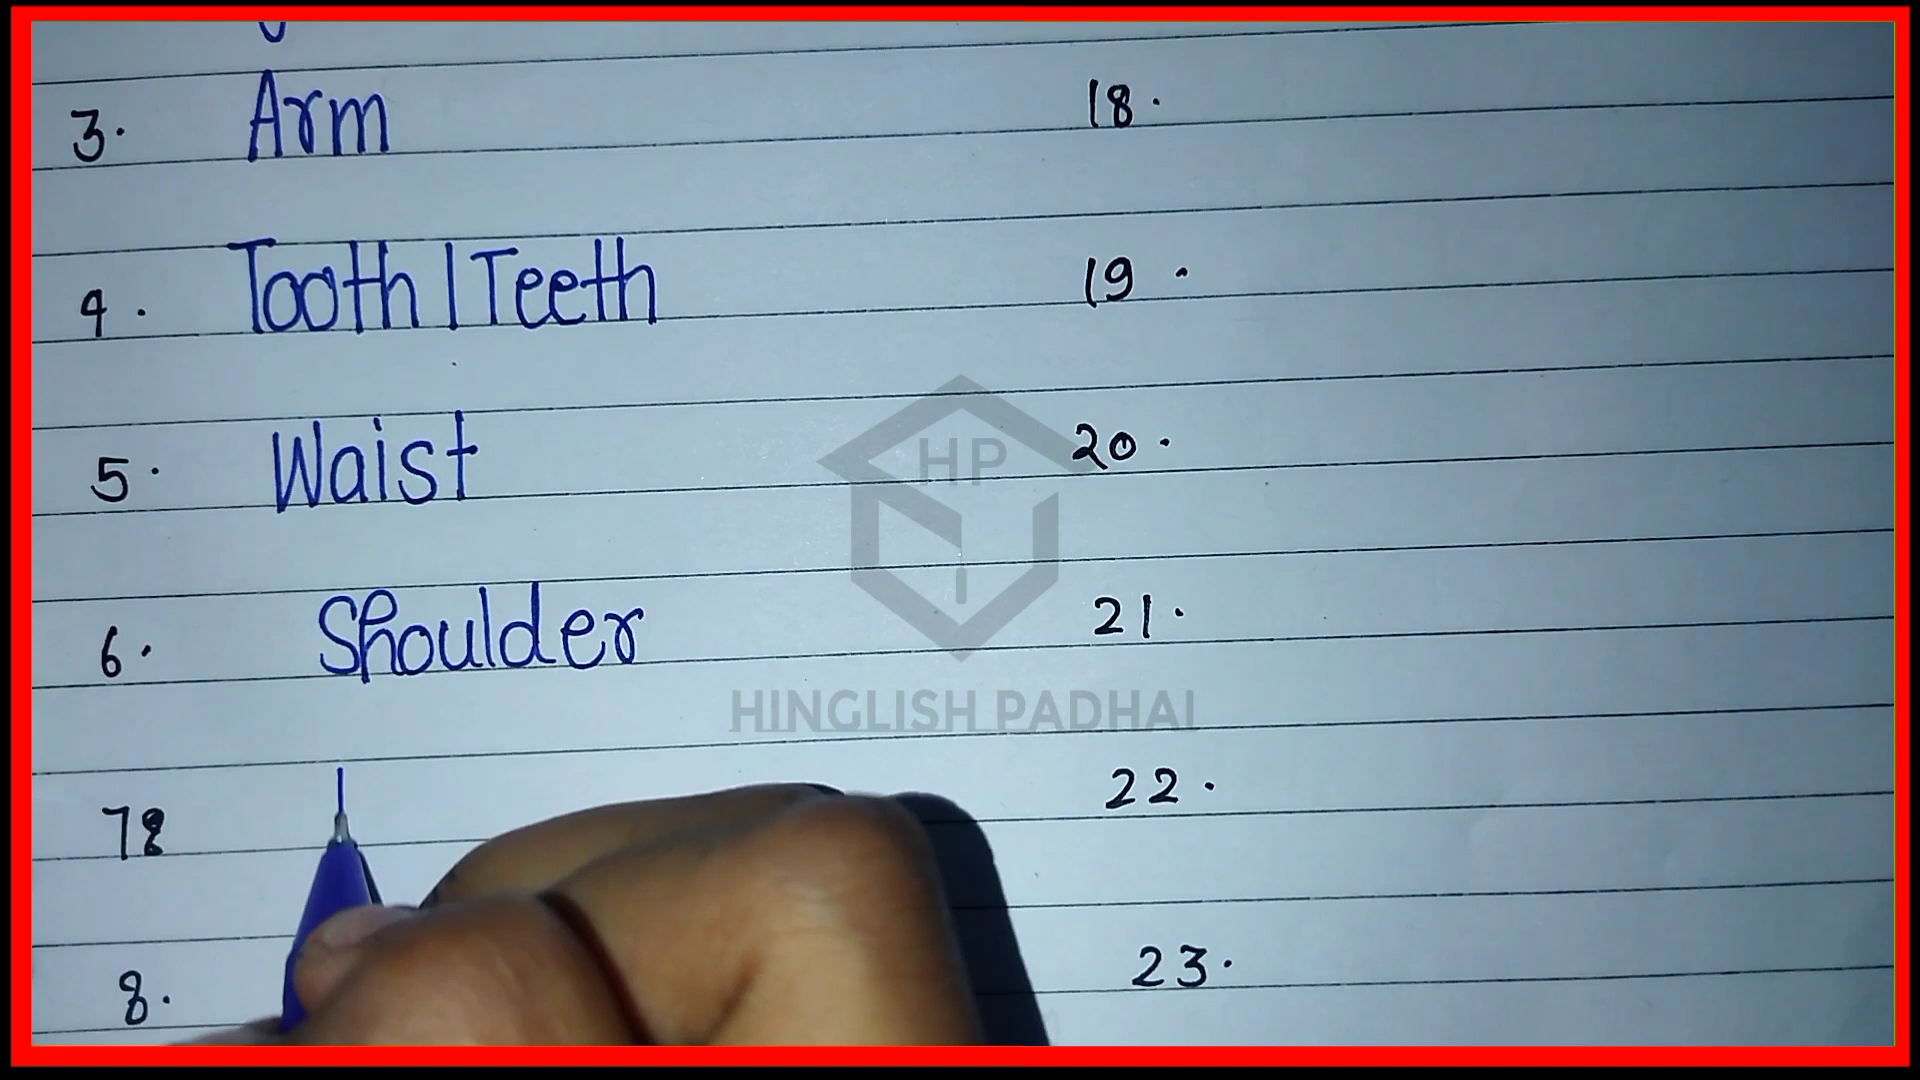 3. Arm 18.
4. Tooth | Teeth 19.
5. Waist 20.
6. Shoulder 21.
78 22.
8. 23.
HP
HINGLISH PADHAI